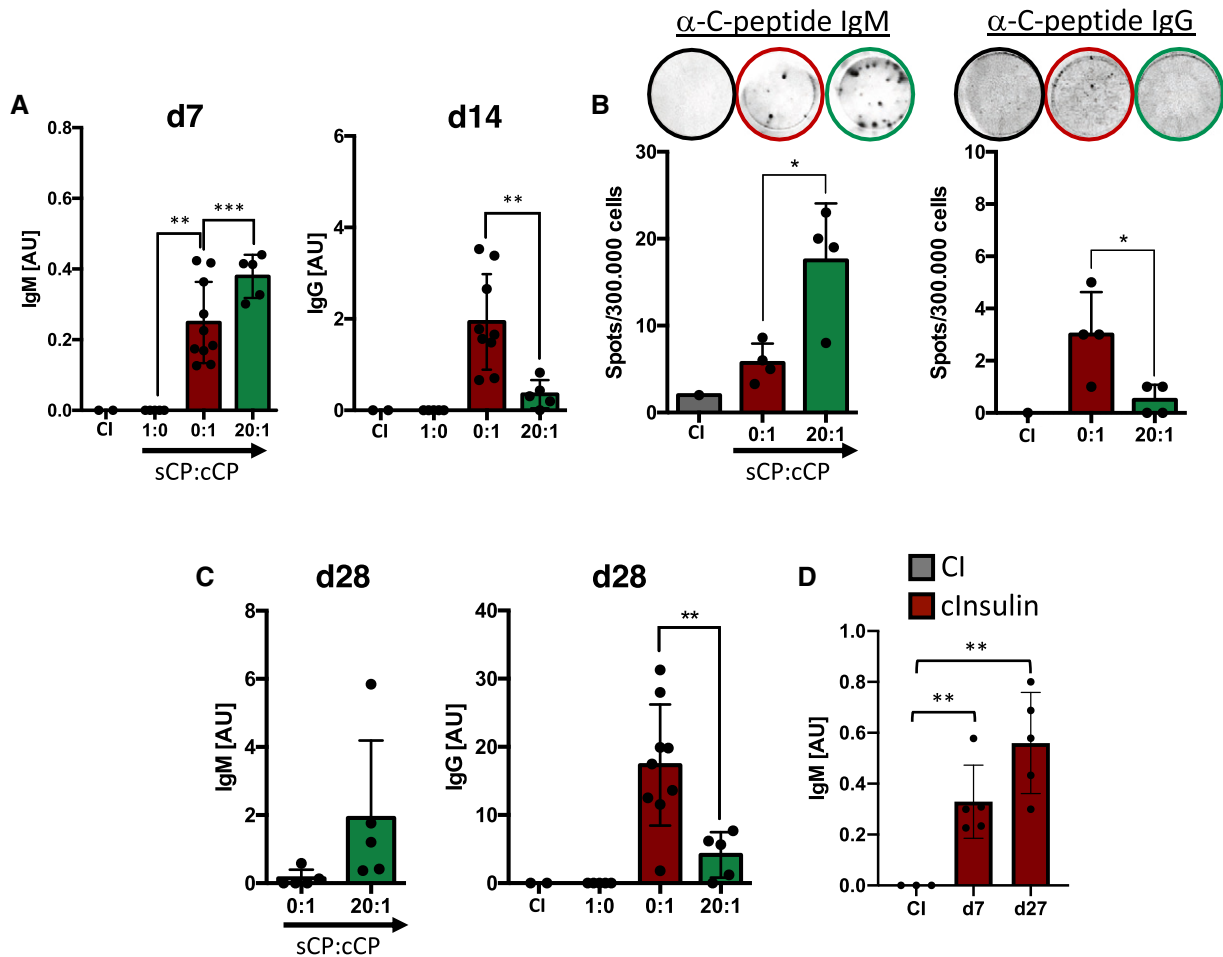 α-C-peptide IgM
α-C-peptide IgG
A
d7
d14
B
0.8
0.6
0.4
0.2
0.0
IgM [AU]
**
***
CI
1:0
0:1
20:1
sCP:cCP
6
4
2
0
IgG [AU]
**
CI
1:0
0:1
20:1
30
20
10
0
Spots/300.000 cells
*
CI
0:1
20:1
sCP:cCP
10
8
6
4
2
0
Spots/300.000 cells
*
CI
0:1
20:1
C
d28
d28
D
CI
cInsulin
8
6
4
2
0
IgM [AU]
0:1
20:1
sCP:cCP
40
30
20
10
0
IgG [AU]
**
CI
1:0
0:1
20:1
1.0
0.8
0.6
0.4
0.2
0.0
IgM [AU]
**
**
CI
d7
d27